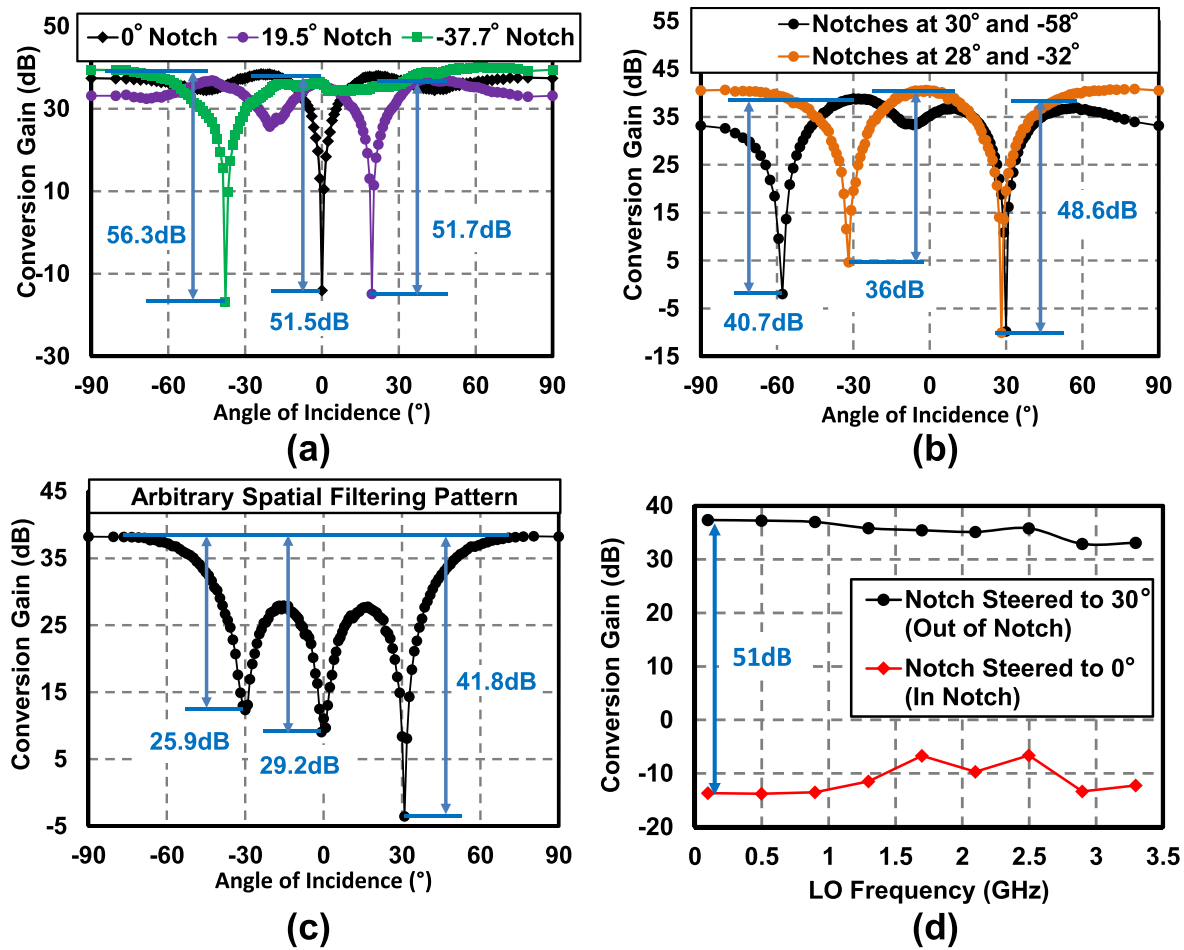 0° Notch 19.5° Notch -37.7° Notch
Conversion Gain (dB)
50
30
10
-10
-30
56.3dB
51.5dB
51.7dB
-90 -60 -30 0 30 60 90
Angle of Incidence (°)
(a)
Notches at 30° and -58°
Notches at 28° and -32°
Conversion Gain (dB)
55
45
35
25
15
5
-5
-15
40.7dB
36dB
48.6dB
-90 -60 -30 0 30 60 90
Angle of Incidence (°)
(b)
Arbitrary Spatial Filtering Pattern
Conversion Gain (dB)
45
35
25
15
5
-5
25.9dB
29.2dB
41.8dB
-90 -60 -30 0 30 60 90
Angle of Incidence (°)
(c)
Conversion Gain (dB)
40
30
20
10
0
-10
-20
51dB
Notch Steered to 30°
(Out of Notch)
Notch Steered to 0°
(In Notch)
0 0.5 1 1.5 2 2.5 3 3.5
LO Frequency (GHz)
(d)